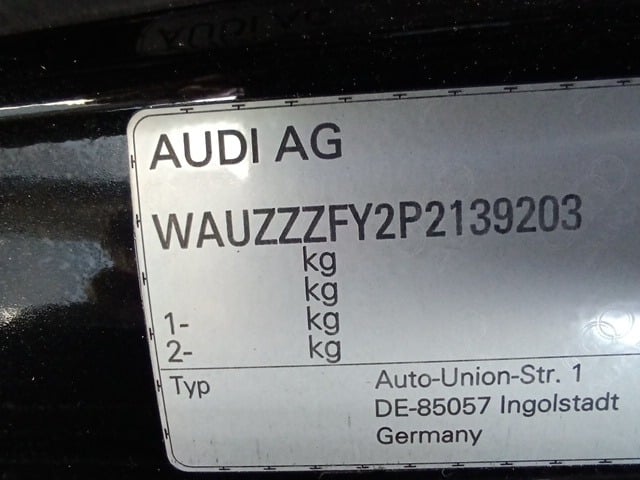 AUDI AG
WAUZZZFY2P2139203
kg
kg
1- kg
2- kg
Typ Auto-Union-Str. 1
DE-85057 Ingolstadt
Germany